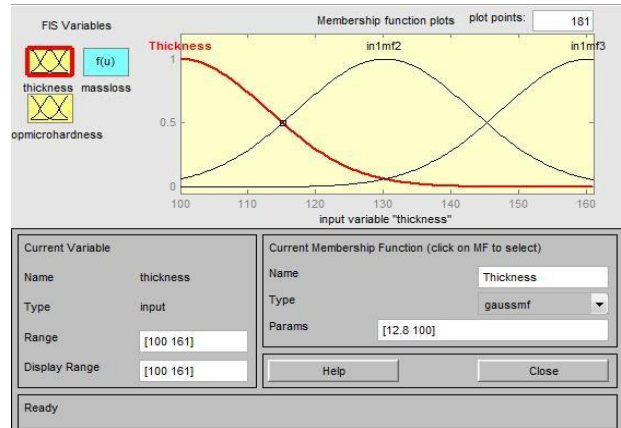 FIS Variables
Membership function plots
plot points:
181
f(u)
thickness
massloss
opmicrohardness
Thickness
in1mf2
in1mf3
1
0.5
0
100
110
120
130
140
150
160
input variable "thickness"
Current Variable
Name
thickness
Type
input
Range
[100 161]
Display Range
[100 161]
Current Membership Function (click on MF to select)
Name
Thickness
Type
gaussmf
Params
[12.8 100]
Help
Close
Ready